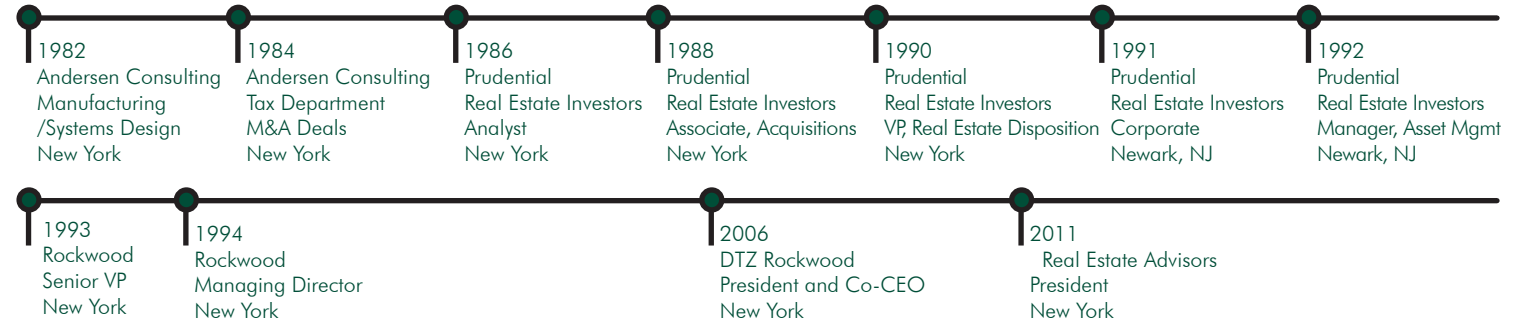 1982
Andersen Consulting
Manufacturing
/Systems Design
New York
1984
Andersen Consulting
Tax Department
M&A Deals
New York
1986
Prudential
Real Estate Investors
Analyst
New York
1988
Prudential
Real Estate Investors
Associate, Acquisitions
New York
1990
Prudential
Real Estate Investors
VP, Real Estate Disposition
New York
1991
Prudential
Real Estate Investors
Corporate
Newark, NJ
1992
Prudential
Real Estate Investors
Manager, Asset Mgmt
Newark, NJ
1993
Rockwood
Senior VP
New York
1994
Rockwood
Managing Director
New York
2006
DTZ Rockwood
President and Co-CEO
New York
2011
Real Estate Advisors
President
New York